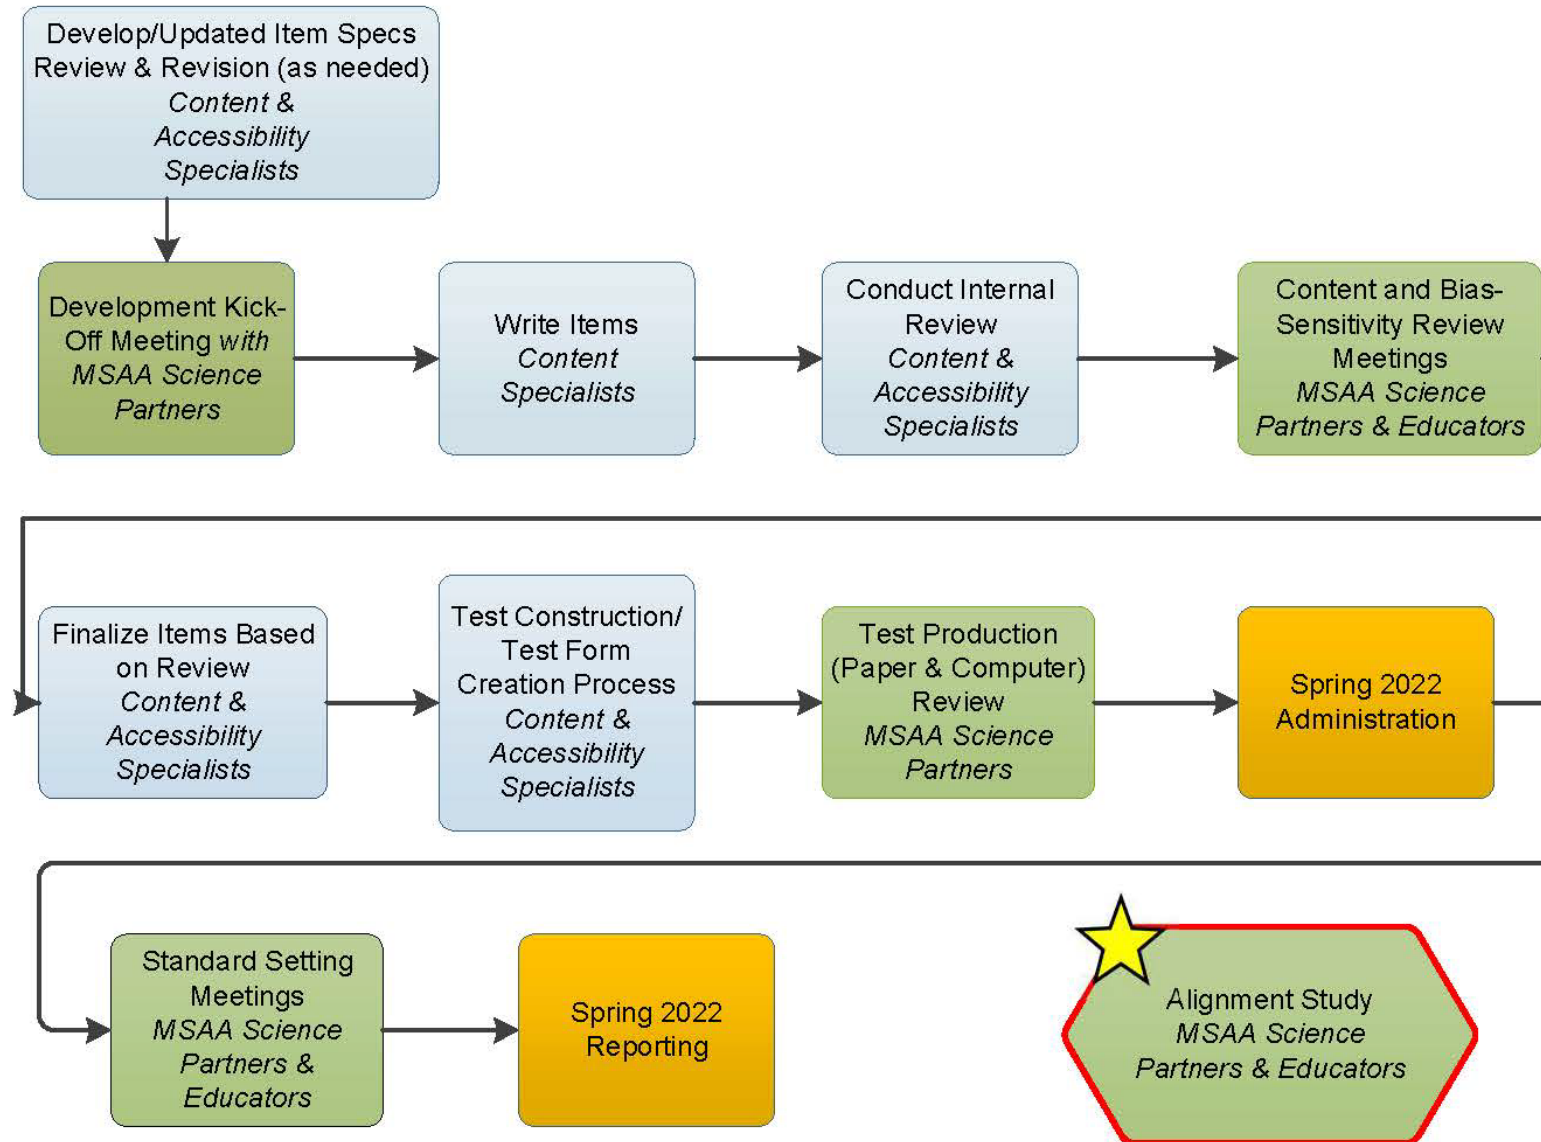 Develop/Updated Item Specs
Review & Revision (as needed)
Content &
Accessibility
Specialists
Development Kick-
Off Meeting with
MSAA Science
Partners
Write Items
Content
Specialists
Conduct Internal
Review
Content &
Accessibility
Specialists
Content and Bias-
Sensitivity Review
Meetings
MSAA Science
Partners & Educators
Finalize Items Based
on Review
Content &
Accessibility
Specialists
Test Construction/
Test Form
Creation Process
Content &
Accessibility
Specialists
Test Production
(Paper & Computer)
Review
MSAA Science
Partners
Spring 2022
Administration
Standard Setting
Meetings
MSAA Science
Partners &
Educators
Spring 2022
Reporting
Alignment Study
MSAA Science
Partners & Educators